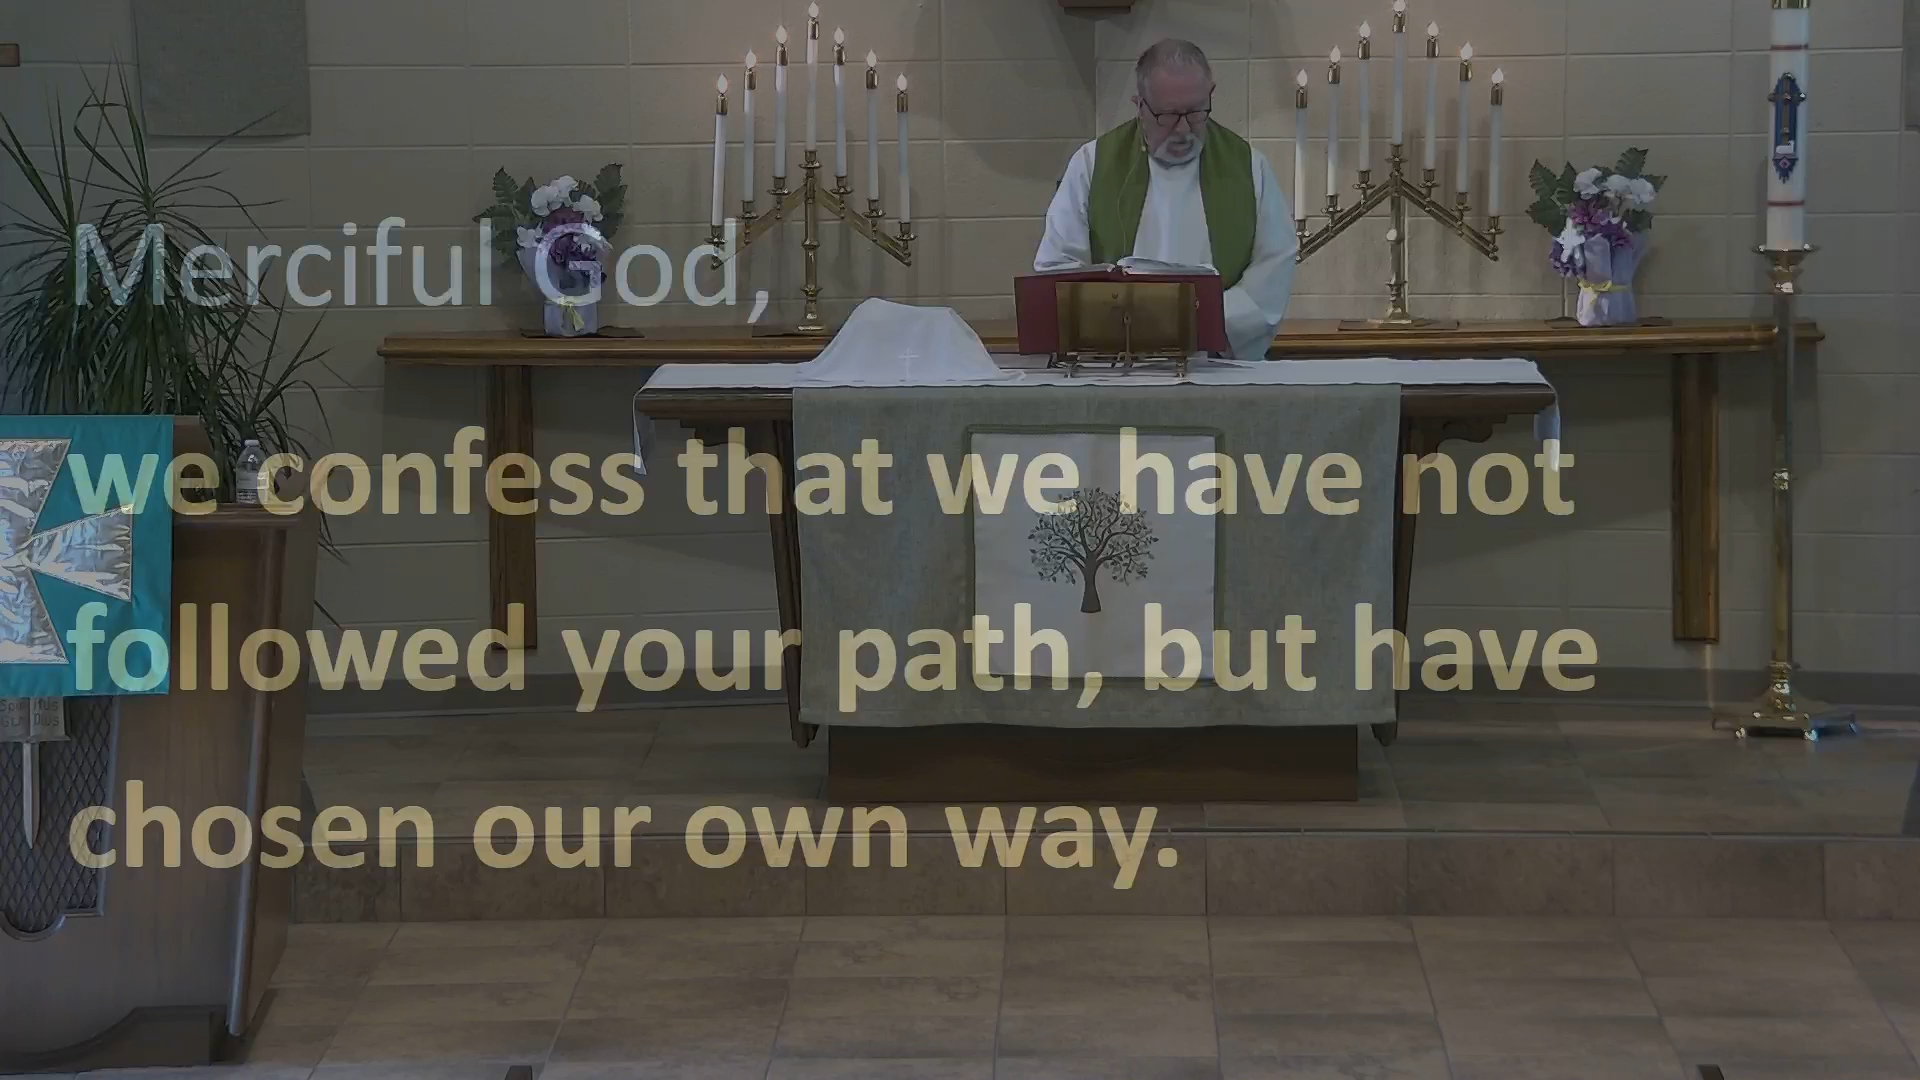 Merciful God,
we confess that we have not
followed your path, but have
chosen our own way.